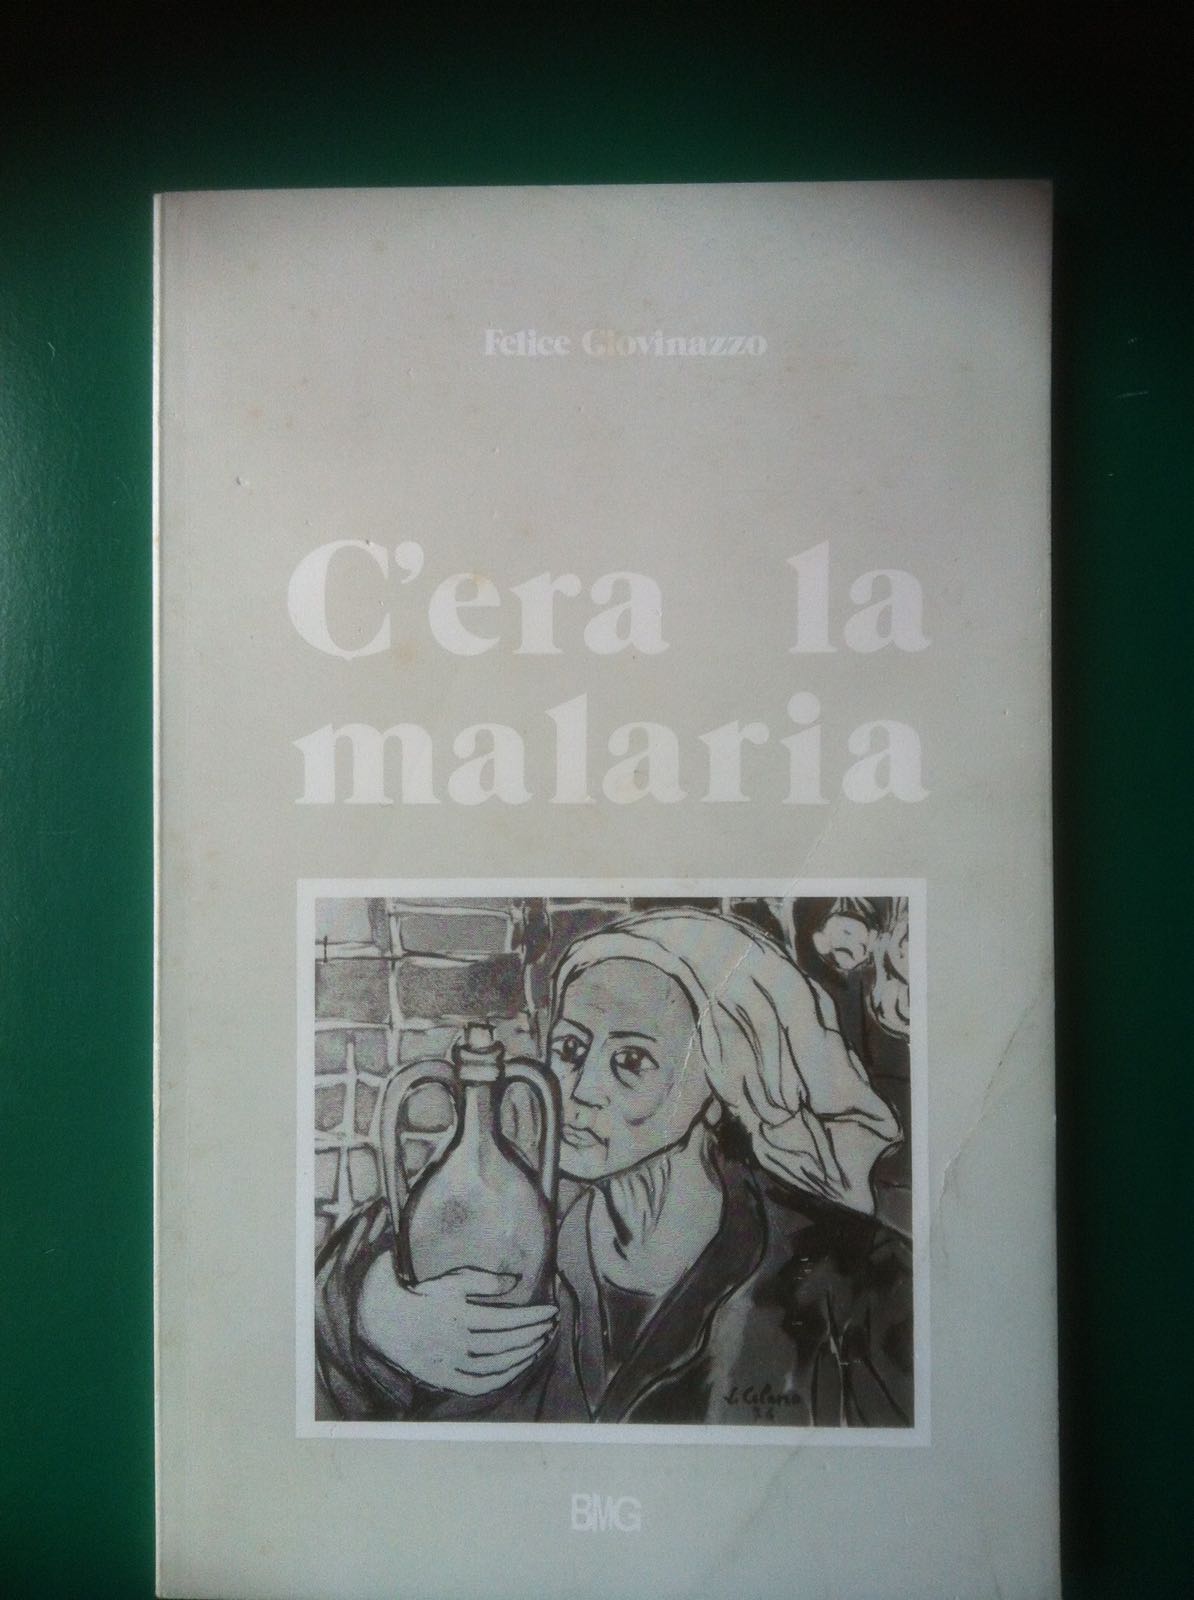 Felice Giovinazzo
C'era la
malaria
BMG